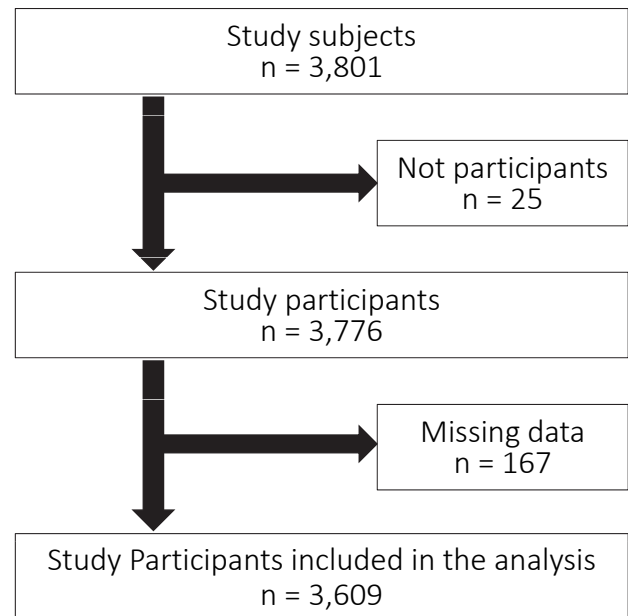 Study subjects
n = 3,801
Not participants
n = 25
Study participants
n = 3,776
Missing data
n = 167
Study Participants included in the analysis
n = 3,609